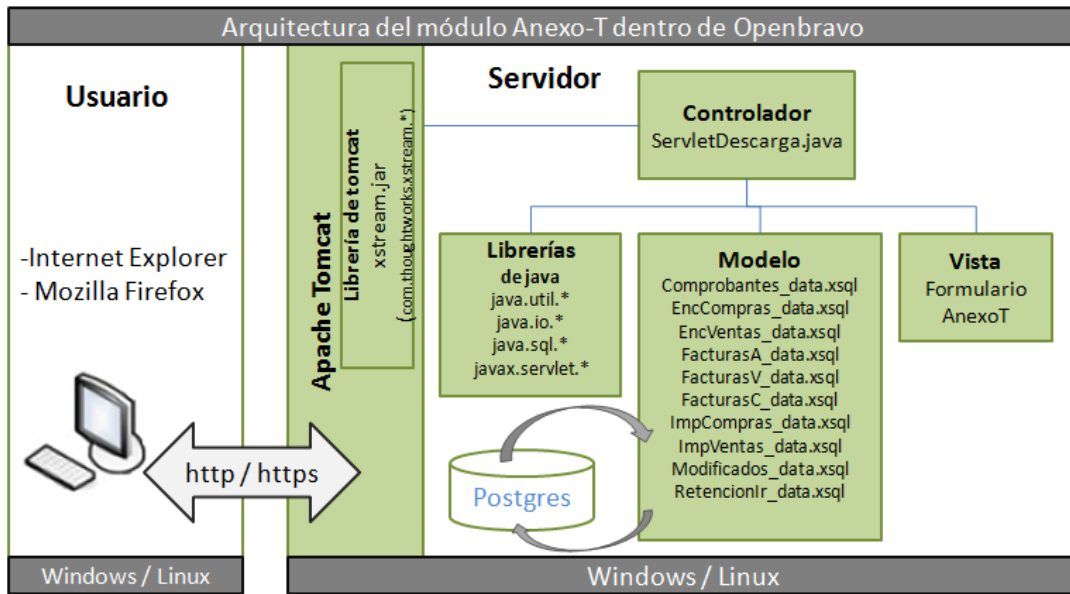 Arquitectura del módulo Anexo-T dentro de Openbravo
Usuario
-Internet Explorer
- Mozilla Firefox
http / https
Windows / Linux
Apache Tomcat
Librería de tomcat
xstream.jar
(com.thoughtworks.xstream.*)
Servidor
Controlador
ServletDescarga.java
Librerías
de java
java.util.*
java.io.*
java.sql.*
javax.servlet.*
Modelo
Comprobantes_data.xsql
EncCompras_data.xsql
EncVentas_data.xsql
FacturasA_data.xsql
FacturasV_data.xsql
FacturasC_data.xsql
ImpCompras_data.xsql
ImpVentas_data.xsql
Modificados_data.xsql
RetencionIr_data.xsql
Vista
Formulario
AnexoT
Postgres
Windows / Linux